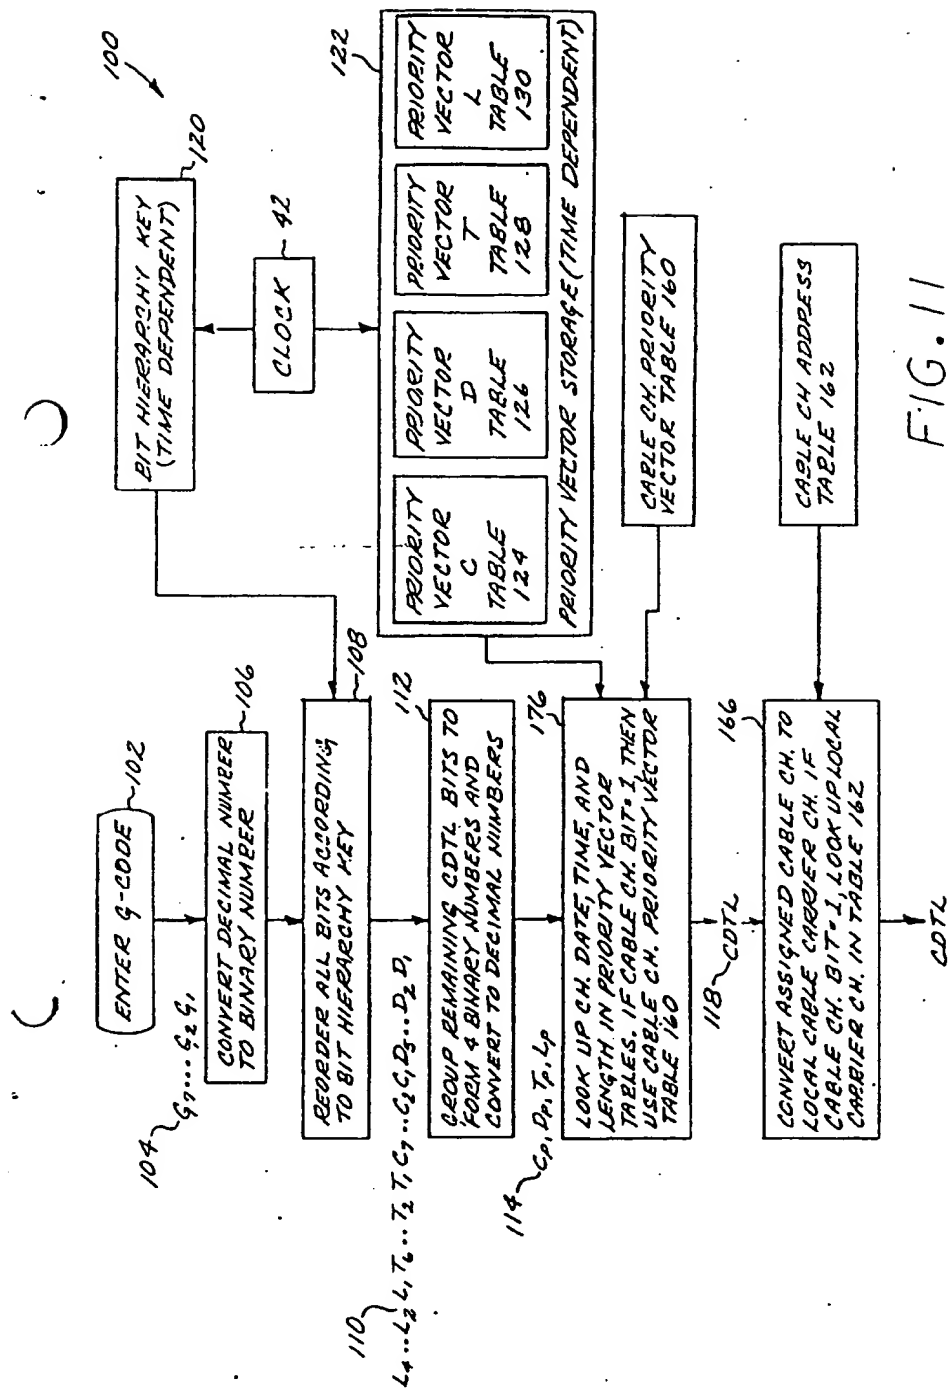 100
ENTER G-CODE
102
104
G7....G2G1
CONVERT DECIMAL NUMBER
TO BINARY NUMBER
106
REORDER ALL BITS ACCORDING
TO BIT HIERARCHY KEY
108
BIT HIERARCHY KEY
(TIME DEPENDENT)
120
CLOCK
42
110
L4..L2L1T6..T2T1C7..C2C1D5...D2D1
GROUP REMAINING CDTL BITS TO
FORM 4 BINARY NUMBERS AND
CONVERT TO DECIMAL NUMBERS
112
122
PRIORITY
VECTOR
C
TABLE
124
PRIORITY
VECTOR
D
TABLE
126
PRIORITY
VECTOR
T
TABLE
128
PRIORITY
VECTOR
L
TABLE
130
PRIORITY VECTOR STORAGE (TIME DEPENDENT)
114
CP,DP,TP,LP
LOOK UP CH. DATE, TIME, AND
LENGTH IN PRIORITY VECTOR
TABLES. IF CABLE CH. BIT=1, THEN
USE CABLE CH. PRIORITY VECTOR
TABLE 160
176
CABLE CH. PRIORITY
VECTOR TABLE 160
118
CDTL
CONVERT ASSIGNED CABLE CH. TO
LOCAL CABLE CARRIER CH. IF
CABLE CH. BIT=1, LOOK UP LOCAL
CARRIER CH. IN TABLE 162
166
CABLE CH ADDRESS
TABLE 162
CDTL
FIG. 11